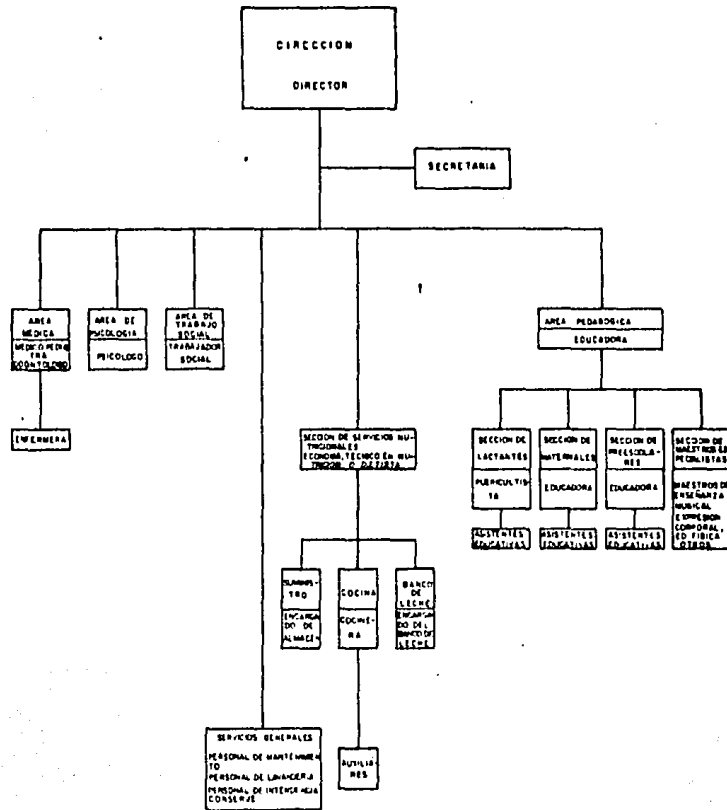 DIRECCION
DIRECTOR
SECRETARIA
AREA
MEDICA
MEDICO PEDIA
TRA
ODONTOLOGO
ENFERMERA
AREA DE
PSICOLOGIA
PSICOLOGO
AREA DE
TRABAJO
SOCIAL
TRABAJADOR
SOCIAL
SERVICIOS GENERALES
PERSONAL DE MANTENIMIEN
TO
PERSONAL DE LAVANDERIA
PERSONAL DE INTENDENCIA
CONSERJE
SECCION DE SERVICIOS NU-
TRICIONALES
ECONOMA, TECNICO EN NU-
TRICION O DIETISTA
SUMINIS-
TRO
ENCARGA
DO DE
ALMACEN
COCINA
COCINE-
RA
AUXILIA-
RES
BANCO
DE
LECHE
ENCARGA
DO DEL
BANCO DE
LECHE
AREA PEDAGOGICA
EDUCADORA
SECCION DE
LACTANTES
PUERICULTIS-
TA
ASISTENTES
EDUCATIVAS
SECCION DE
MATERNALES
EDUCADORA
ASISTENTES
EDUCATIVAS
SECCION DE
PREESCOLA-
RES
EDUCADORA
ASISTENTES
EDUCATIVAS
SECCION DE
MAESTROS ES
PECIALISTAS
MAESTROS DE
ENSEÑANZA
MUSICAL
EXPRESION
CORPORAL,
ED FISICA
OTROS